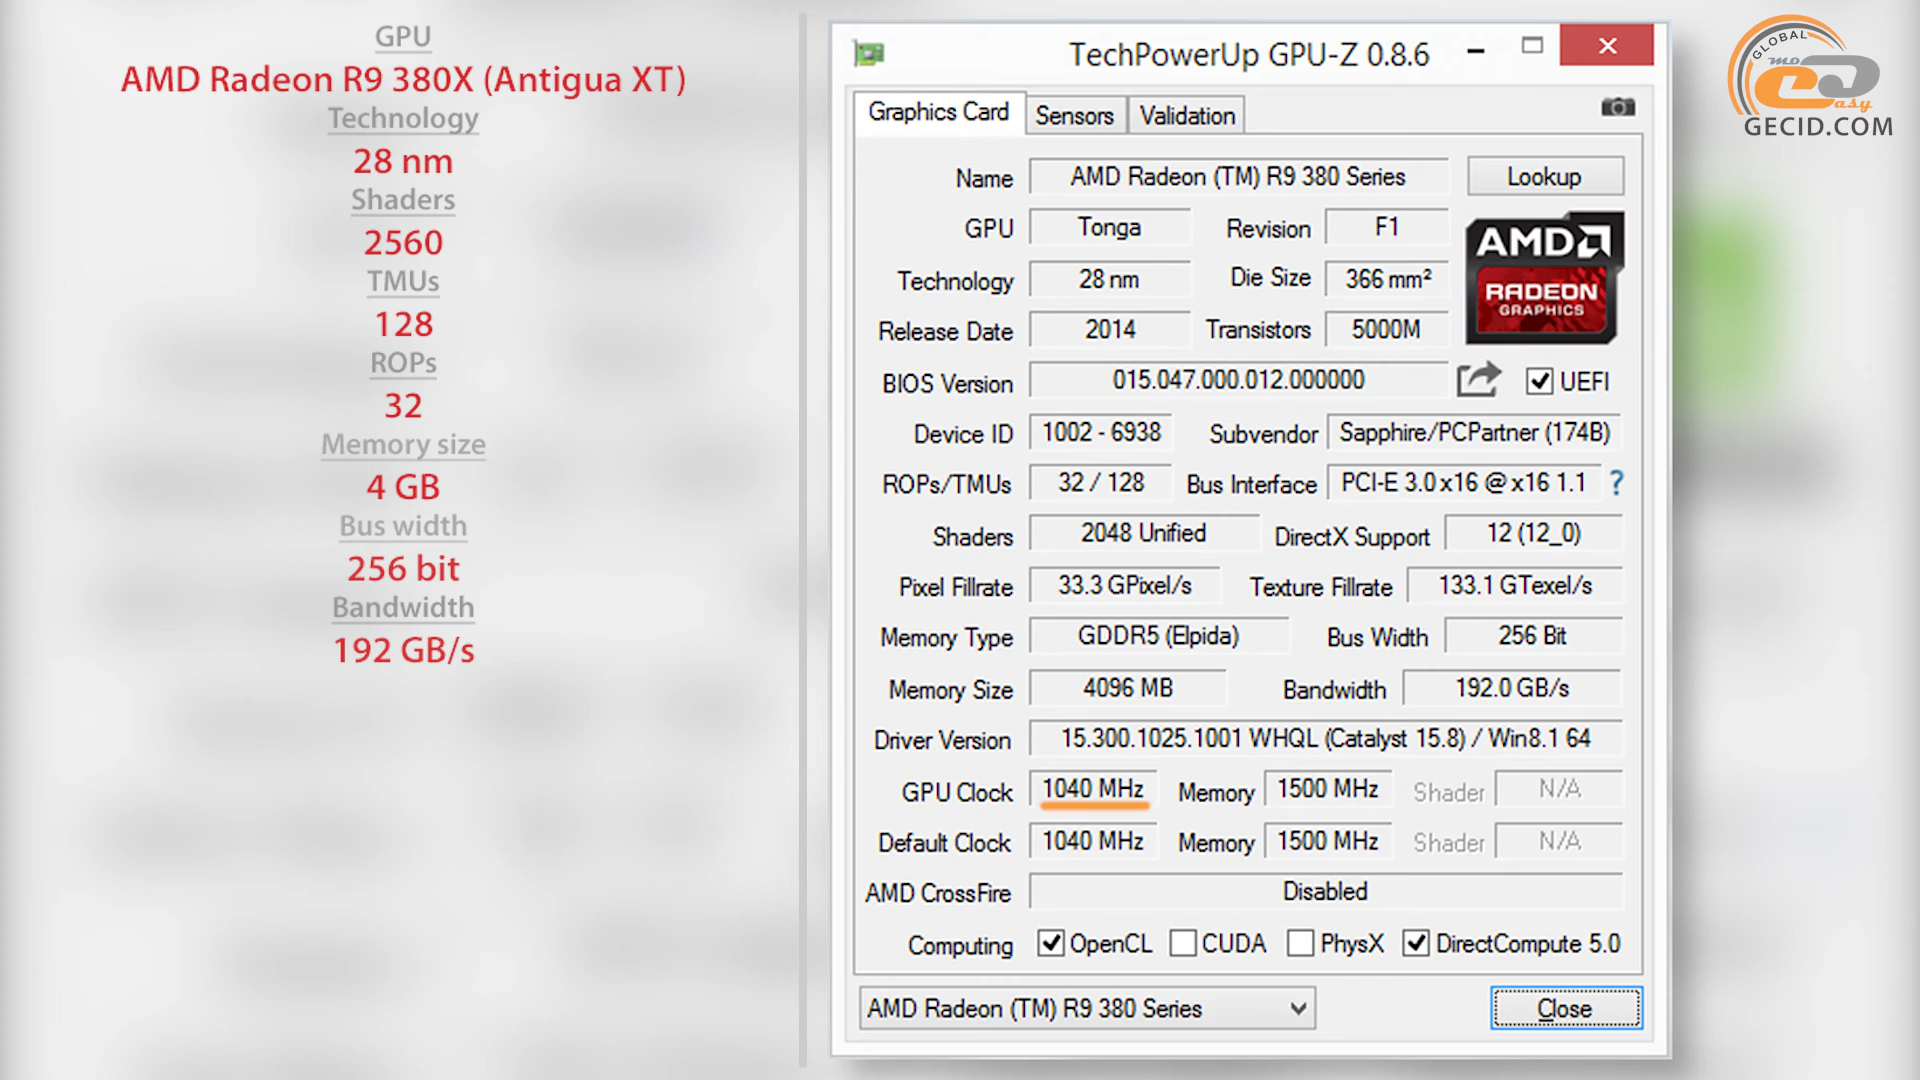 GPU
AMD Radeon R9 380X (Antigua XT)
Technology
28 nm
Shaders
2560
TMUs
128
ROPs
32
Memory size
4 GB
Bus width
256 bit
Bandwidth
192 GB/s
TechPowerUp GPU-Z 0.8.6
Graphics Card Sensors Validation
Name AMD Radeon (TM) R9 380 Series Lookup
GPU Tonga Revision F1
Technology 28 nm Die Size 366 mm²
Release Date 2014 Transistors 5000M
AMD
RADEON
GRAPHICS
BIOS Version 015.047.000.012.000000 UEFI
Device ID 1002 - 6938 Subvendor Sapphire/PCPartner (174B)
ROPs/TMUs 32 / 128 Bus Interface PCI-E 3.0 x16 @ x16 1.1 ?
Shaders 2048 Unified DirectX Support 12 (12_0)
Pixel Fillrate 33.3 GPixel/s Texture Fillrate 133.1 GTexel/s
Memory Type GDDR5 (Elpida) Bus Width 256 Bit
Memory Size 4096 MB Bandwidth 192.0 GB/s
Driver Version 15.300.1025.1001 WHQL (Catalyst 15.8) / Win8.1 64
GPU Clock 1040 MHz Memory 1500 MHz Shader N/A
Default Clock 1040 MHz Memory 1500 MHz Shader N/A
AMD CrossFire Disabled
Computing OpenCL CUDA PhysX DirectCompute 5.0
AMD Radeon (TM) R9 380 Series Close
GLOBAL
mo
easy
GECID.COM